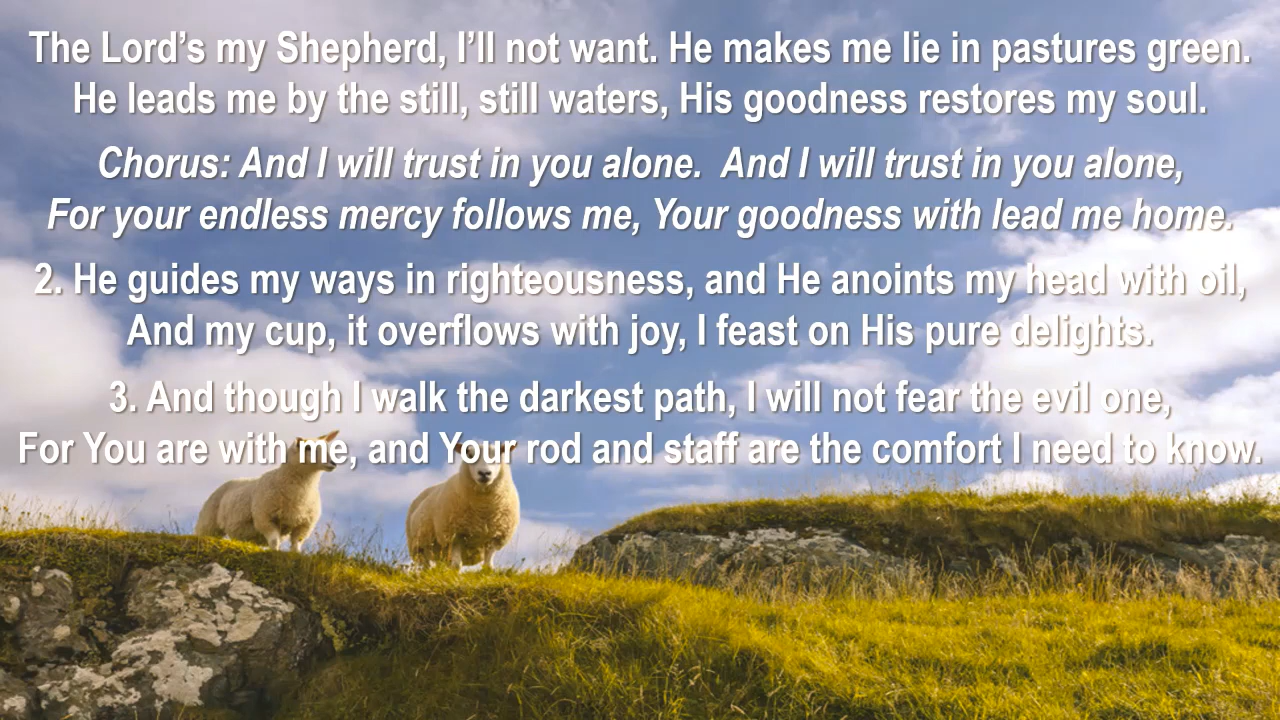 The Lord’s my Shepherd, I’ll not want. He makes me lie in pastures green.
He leads me by the still, still waters, His goodness restores my soul.
Chorus: And I will trust in you alone.  And I will trust in you alone,
For your endless mercy follows me, Your goodness with lead me home.
2. He guides my ways in righteousness, and He anoints my head with oil,
And my cup, it overflows with joy, I feast on His pure delights.
3. And though I walk the darkest path, I will not fear the evil one,
For You are with me, and Your rod and staff are the comfort I need to know.